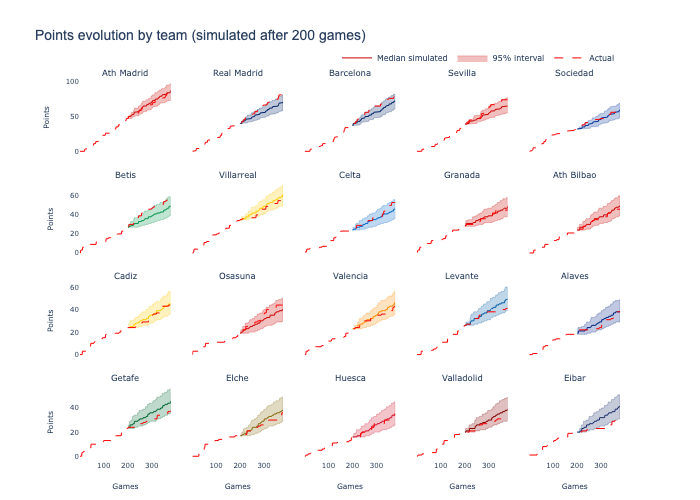 Points evolution by team (simulated after 200 games)
Median simulated 95% interval Actual
Ath Madrid Real Madrid Barcelona Sevilla Sociedad
100
50
0
Points
Betis Villarreal Celta Granada Ath Bilbao
60
40
20
0
Points
Cadiz Osasuna Valencia Levante Alaves
60
40
20
0
Points
Getafe Elche Huesca Valladolid Eibar
40
20
0
Points
100 200 300 100 200 300 100 200 300 100 200 300 100 200 300
Games Games Games Games Games